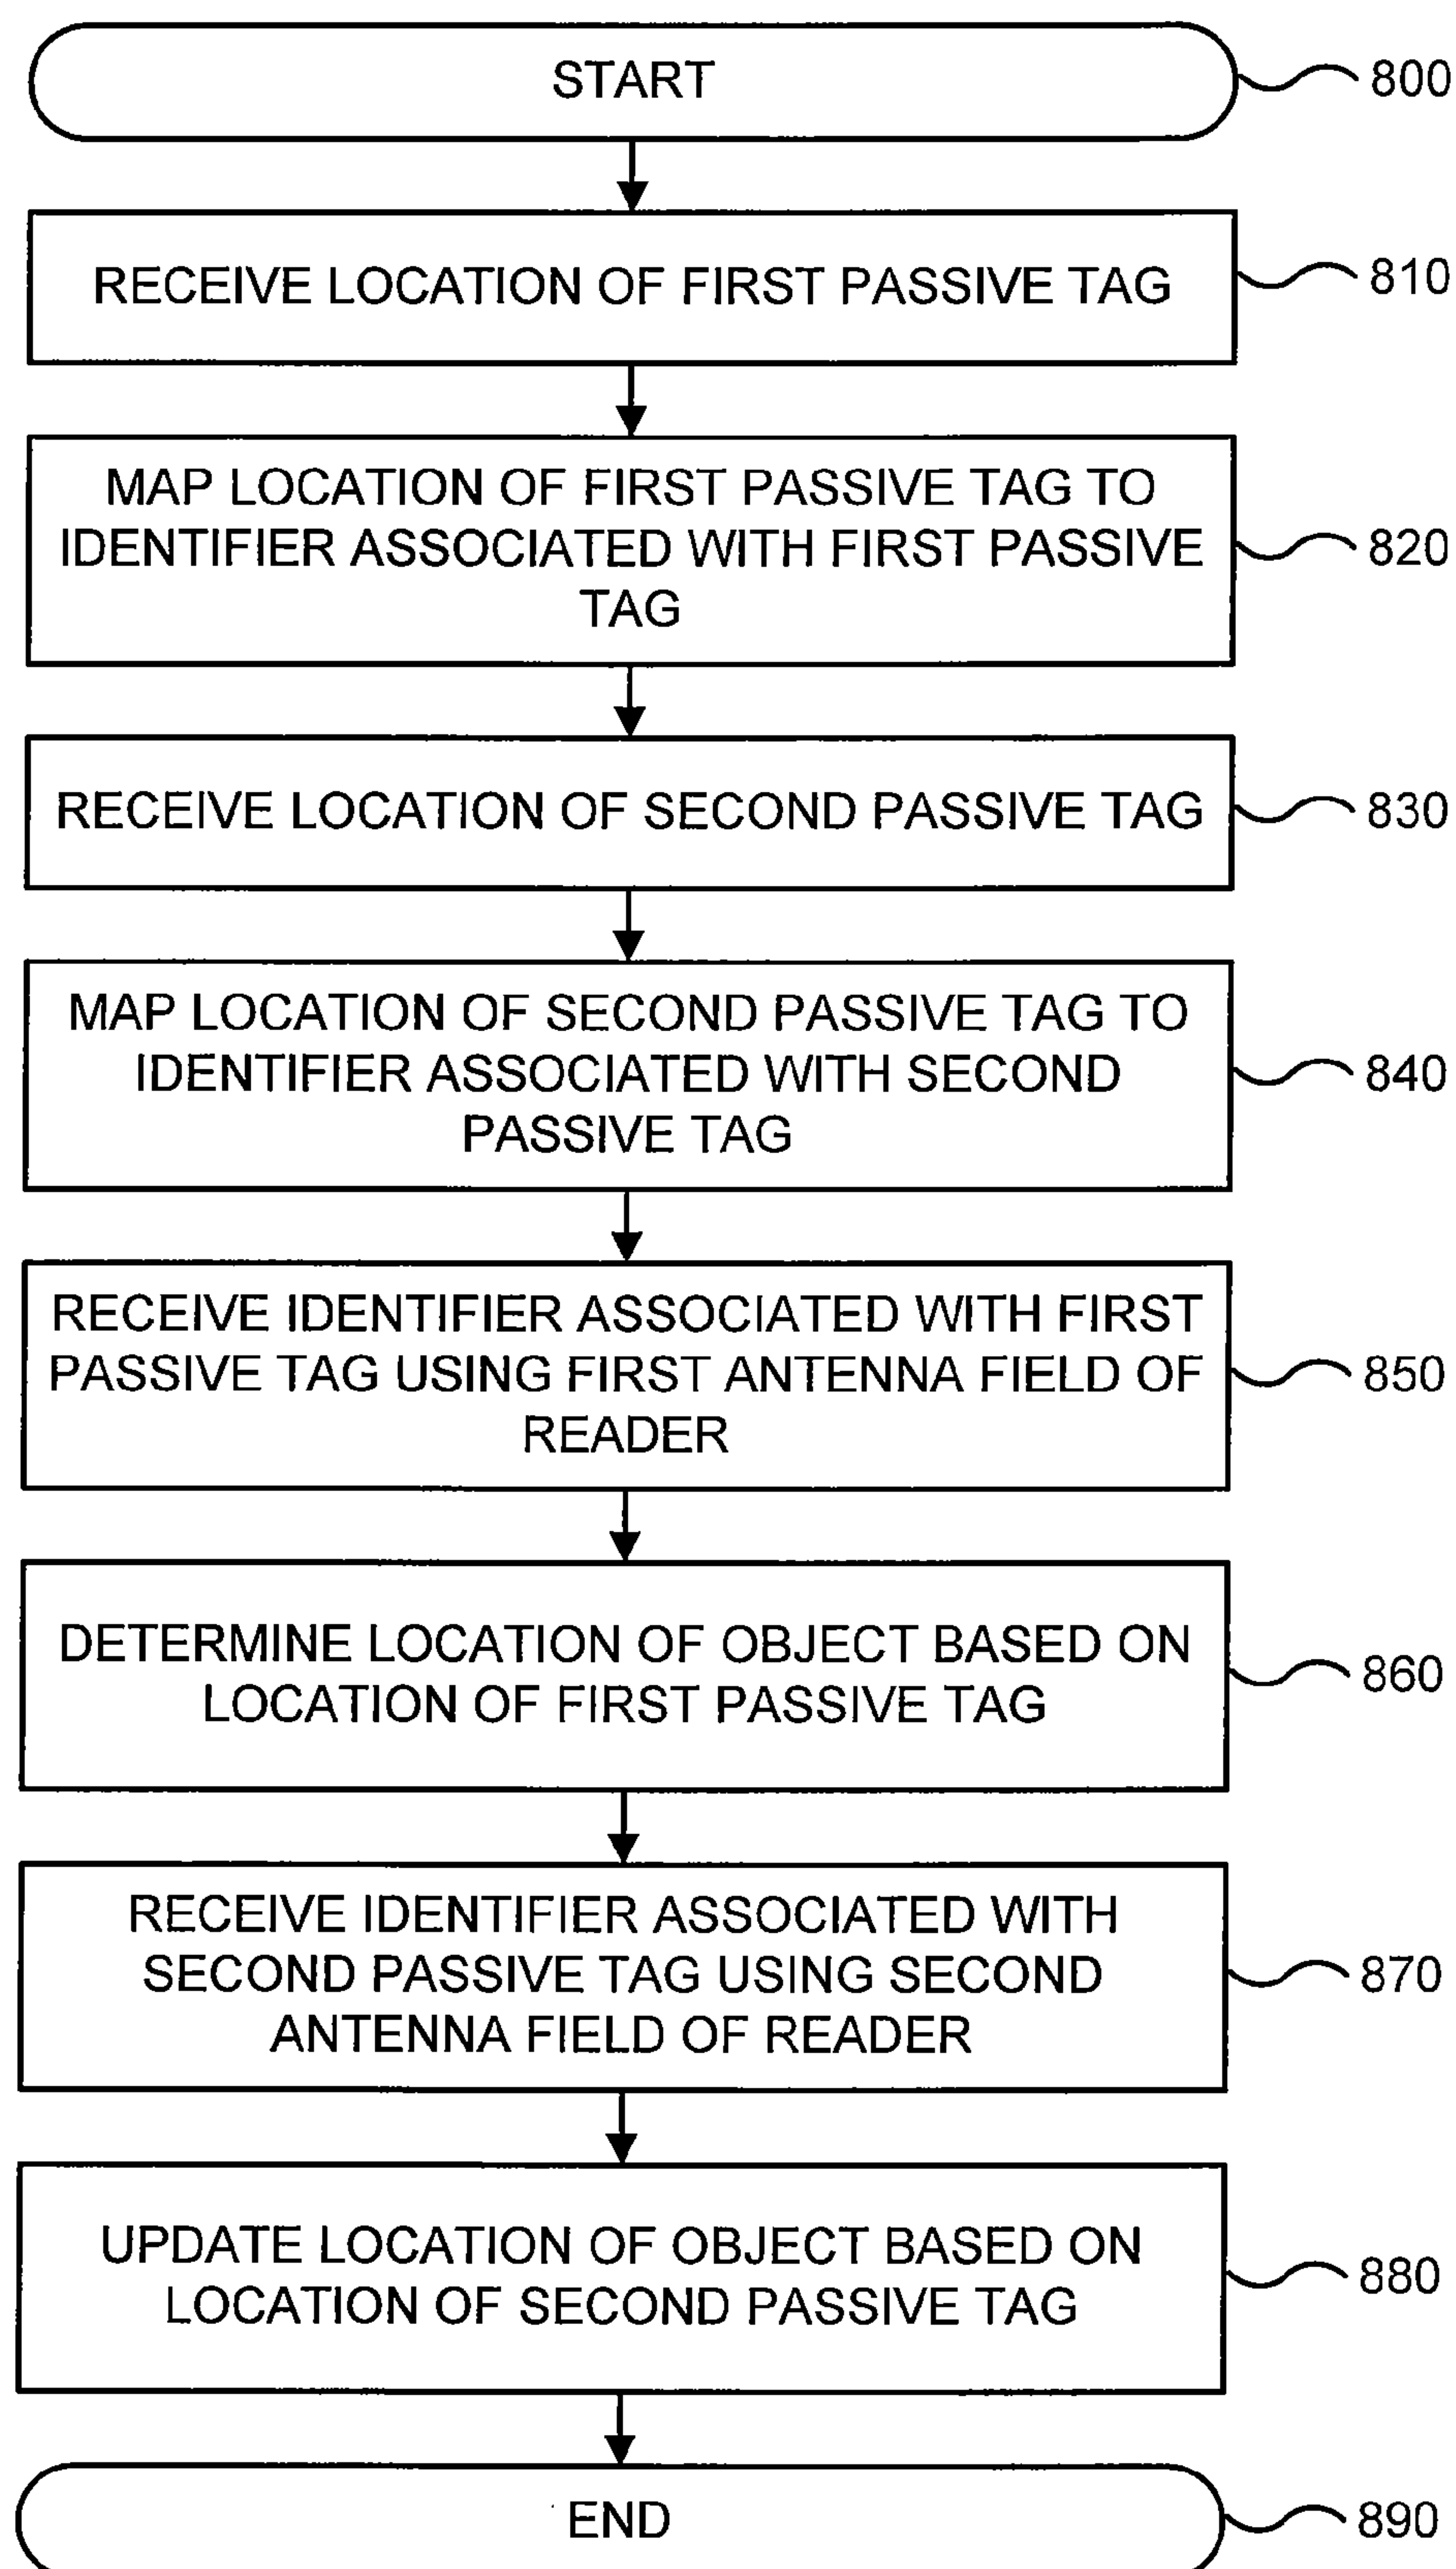 START
800
RECEIVE LOCATION OF FIRST PASSIVE TAG
810
MAP LOCATION OF FIRST PASSIVE TAG TO
IDENTIFIER ASSOCIATED WITH FIRST PASSIVE
TAG
820
RECEIVE LOCATION OF SECOND PASSIVE TAG
830
MAP LOCATION OF SECOND PASSIVE TAG TO
IDENTIFIER ASSOCIATED WITH SECOND
PASSIVE TAG
840
RECEIVE IDENTIFIER ASSOCIATED WITH FIRST
PASSIVE TAG USING FIRST ANTENNA FIELD OF
READER
850
DETERMINE LOCATION OF OBJECT BASED ON
LOCATION OF FIRST PASSIVE TAG
860
RECEIVE IDENTIFIER ASSOCIATED WITH
SECOND PASSIVE TAG USING SECOND
ANTENNA FIELD OF READER
870
UPDATE LOCATION OF OBJECT BASED ON
LOCATION OF SECOND PASSIVE TAG
880
END
890